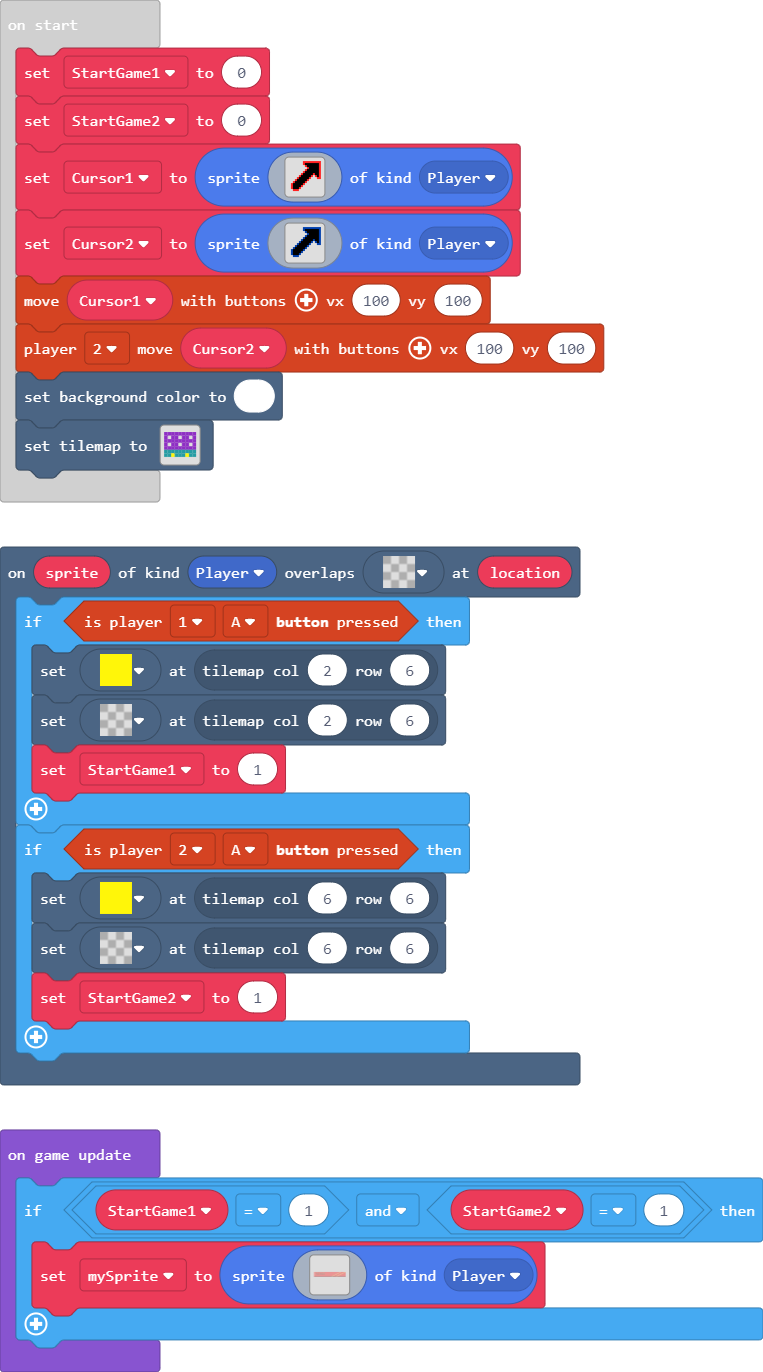 on start
set StartGame1 to 0
set StartGame2 to 0
set Cursor1 to sprite of kind Player
set Cursor2 to sprite of kind Player
move Cursor1 with buttons vx 100 vy 100
player 2 move Cursor2 with buttons vx 100 vy 100
set background color to
set tilemap to
on sprite of kind Player overlaps at location
if is player 1 A button pressed then
set at tilemap col 2 row 6
set at tilemap col 2 row 6
set StartGame1 to 1
if is player 2 A button pressed then
set at tilemap col 6 row 6
set at tilemap col 6 row 6
set StartGame2 to 1
on game update
if StartGame1 = 1 and StartGame2 = 1 then
set mySprite to sprite of kind Player